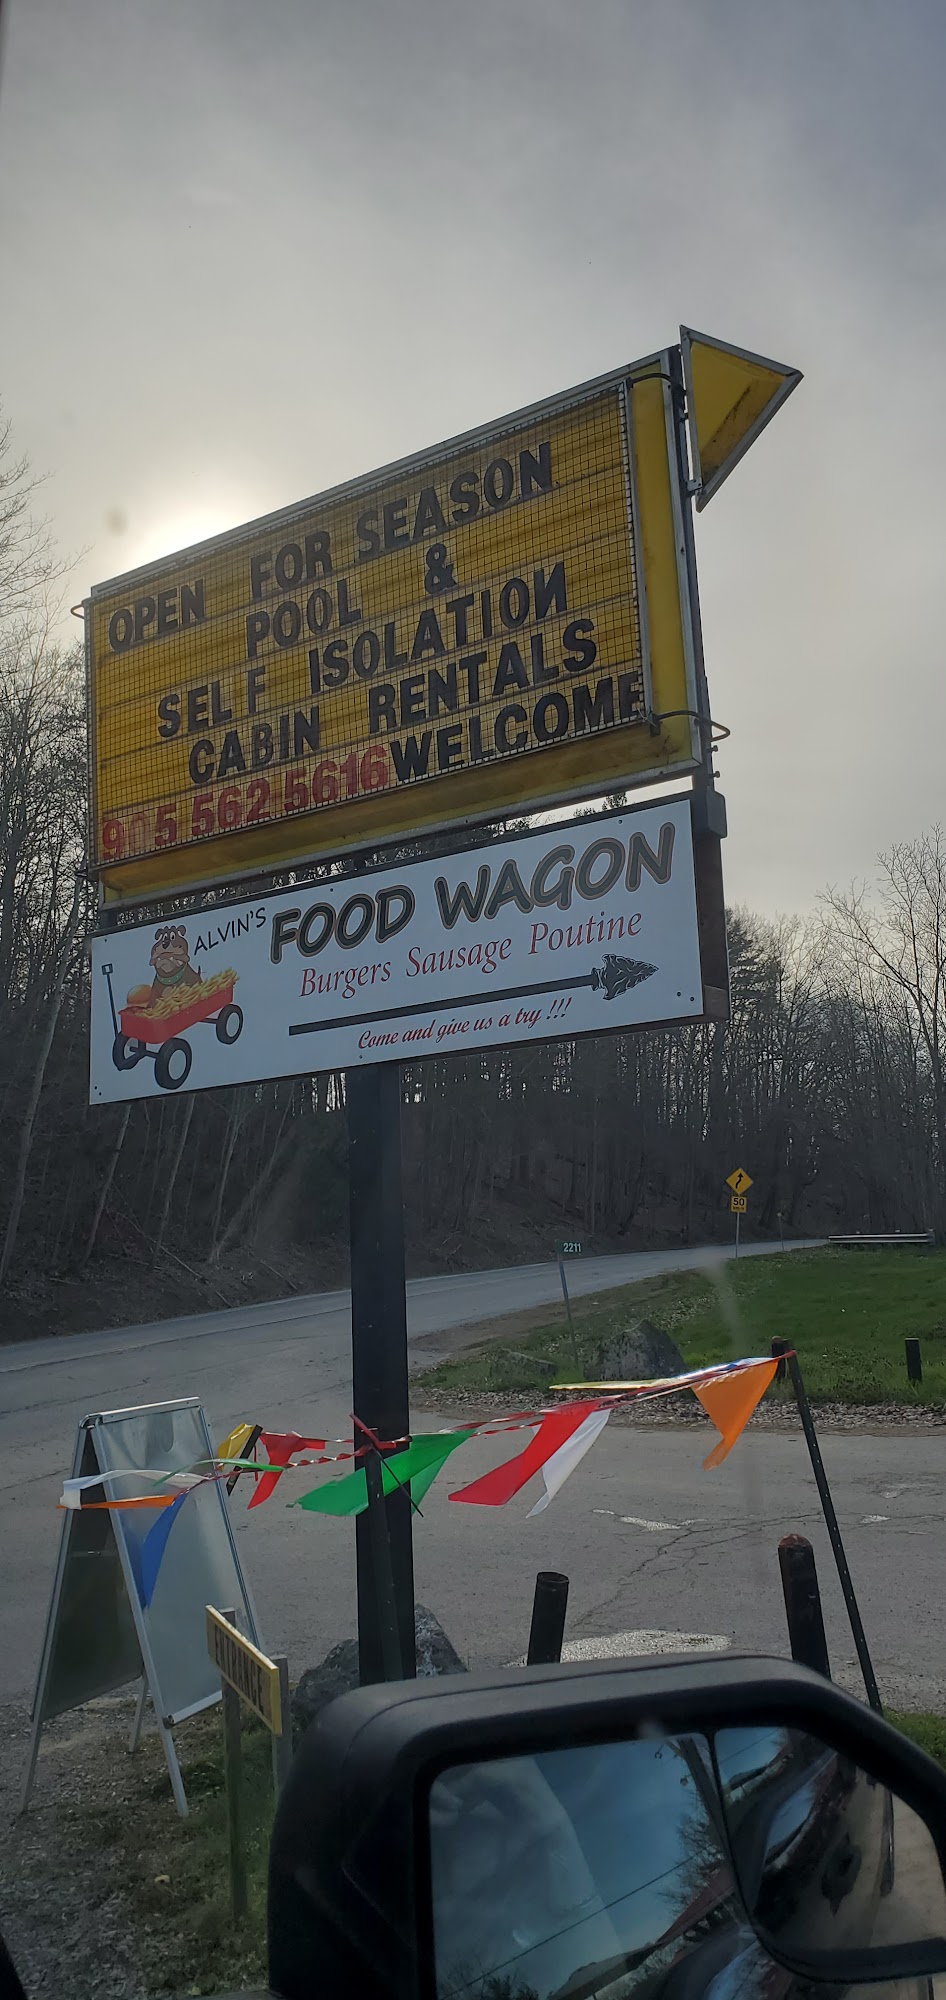 OPEN FOR SEASON
POOL &
SELF ISOLATION
CABIN RENTALS
905 562 5616 WELCOME
ALVIN'S FOOD WAGON
Burgers Sausage Poutine
Come and give us a try !!!
50
2211
ENTRANCE